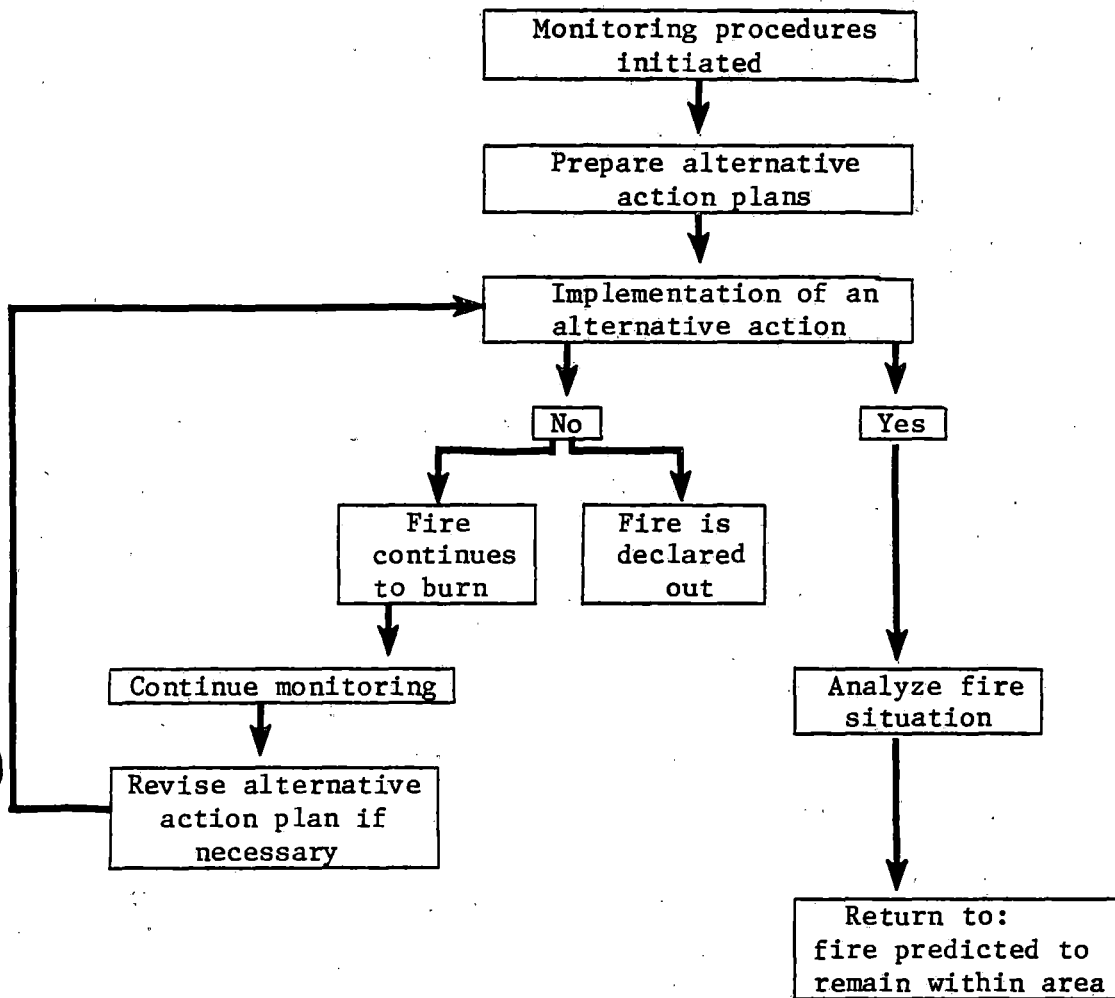 Monitoring procedures
initiated
Prepare alternative
action plans
Implementation of an
alternative action
No
Yes
Fire
continues
to burn
Fire is
declared
out
Continue monitoring
Analyze fire
situation
Revise alternative
action plan if
necessary
Return to:
fire predicted to
remain within area